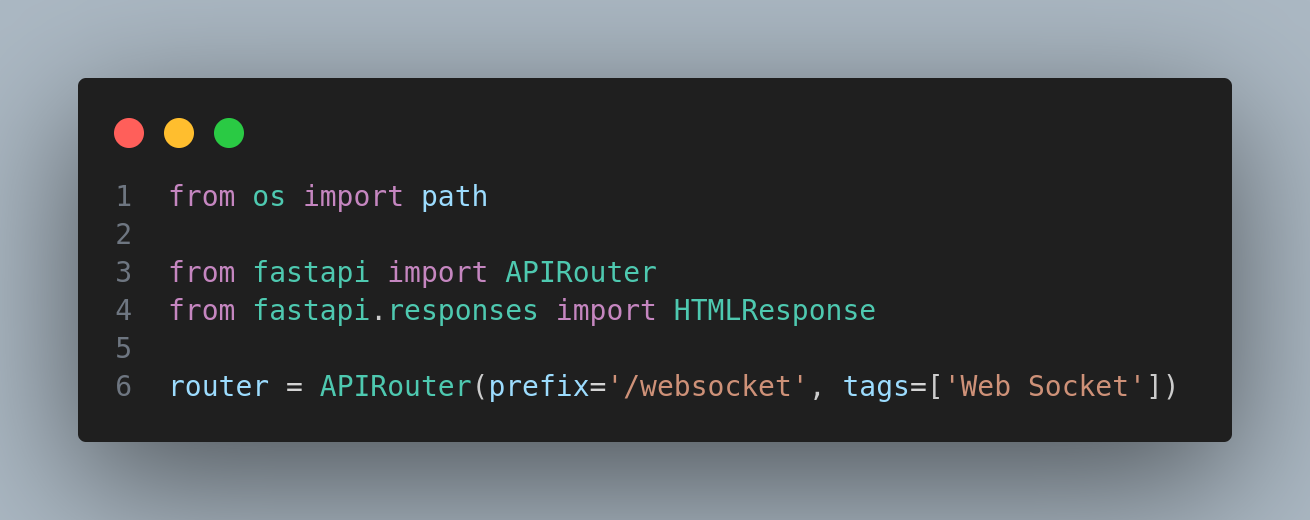 1 from os import path
2
3 from fastapi import APIRouter
4 from fastapi.responses import HTMLResponse
5
6 router = APIRouter(prefix='/websocket', tags=['Web Socket'])